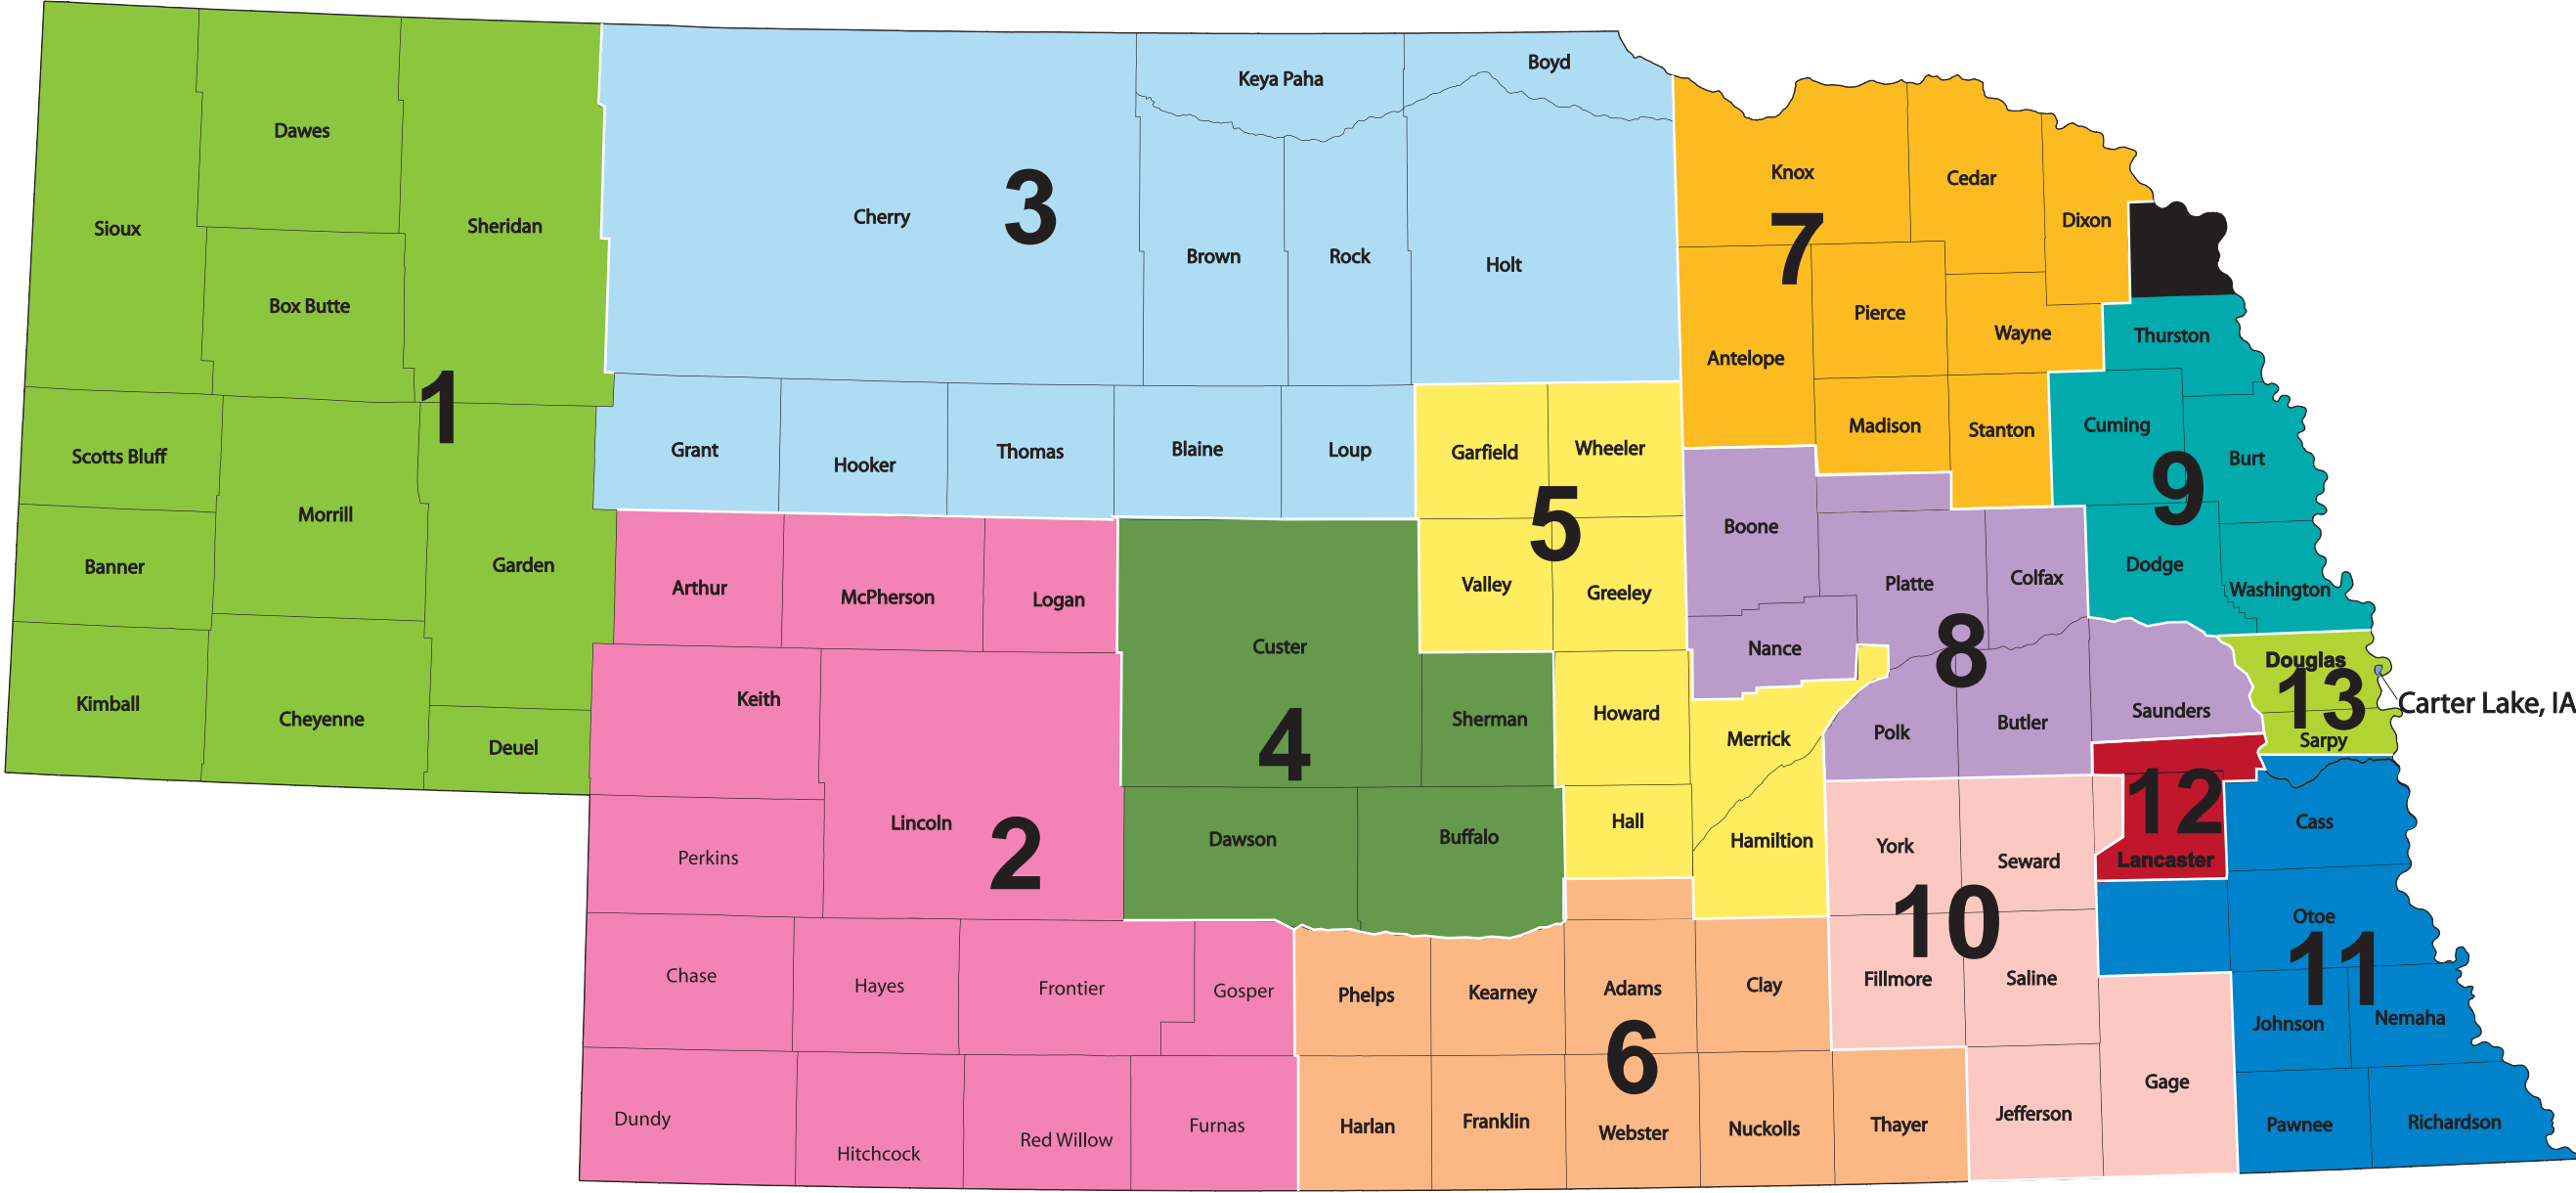 Sioux
Dawes
Sheridan
Box Butte
1
Scotts Bluff
Morrill
Banner
Garden
Kimball
Cheyenne
Deuel
Cherry
3
Keya Paha
Boyd
Brown
Rock
Holt
Grant
Hooker
Thomas
Blaine
Loup
Arthur
McPherson
Logan
Keith
Lincoln
2
Perkins
Chase
Hayes
Frontier
Gosper
Dundy
Hitchcock
Red Willow
Furnas
Custer
4
Sherman
Dawson
Buffalo
Garfield
Wheeler
5
Valley
Greeley
Howard
Merrick
Hall
Hamiltion
Phelps
Kearney
Adams
Clay
6
Harlan
Franklin
Webster
Nuckolls
Thayer
Knox
Cedar
Dixon
7
Pierce
Wayne
Antelope
Madison
Stanton
Boone
Platte
Colfax
8
Nance
Polk
Butler
Saunders
Thurston
Cuming
Burt
9
Dodge
Washington
Douglas
13
Sarpy
Carter Lake, IA
12
Lancaster
York
Seward
10
Fillmore
Saline
Jefferson
Gage
Cass
Otoe
11
Johnson
Nemaha
Pawnee
Richardson